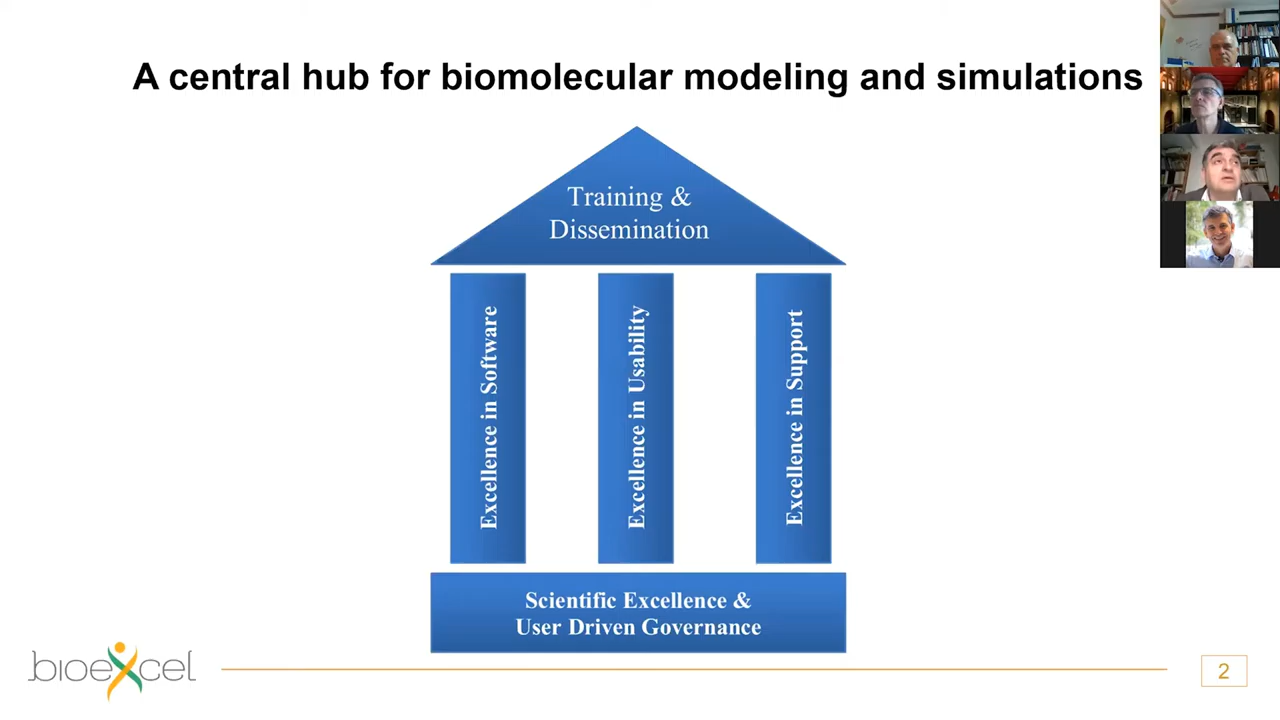 A central hub for biomolecular modeling and simulations
Training &
Dissemination
Excellence in Software
Excellence in Usability
Excellence in Support
Scientific Excellence &
User Driven Governance
bioexcel
2